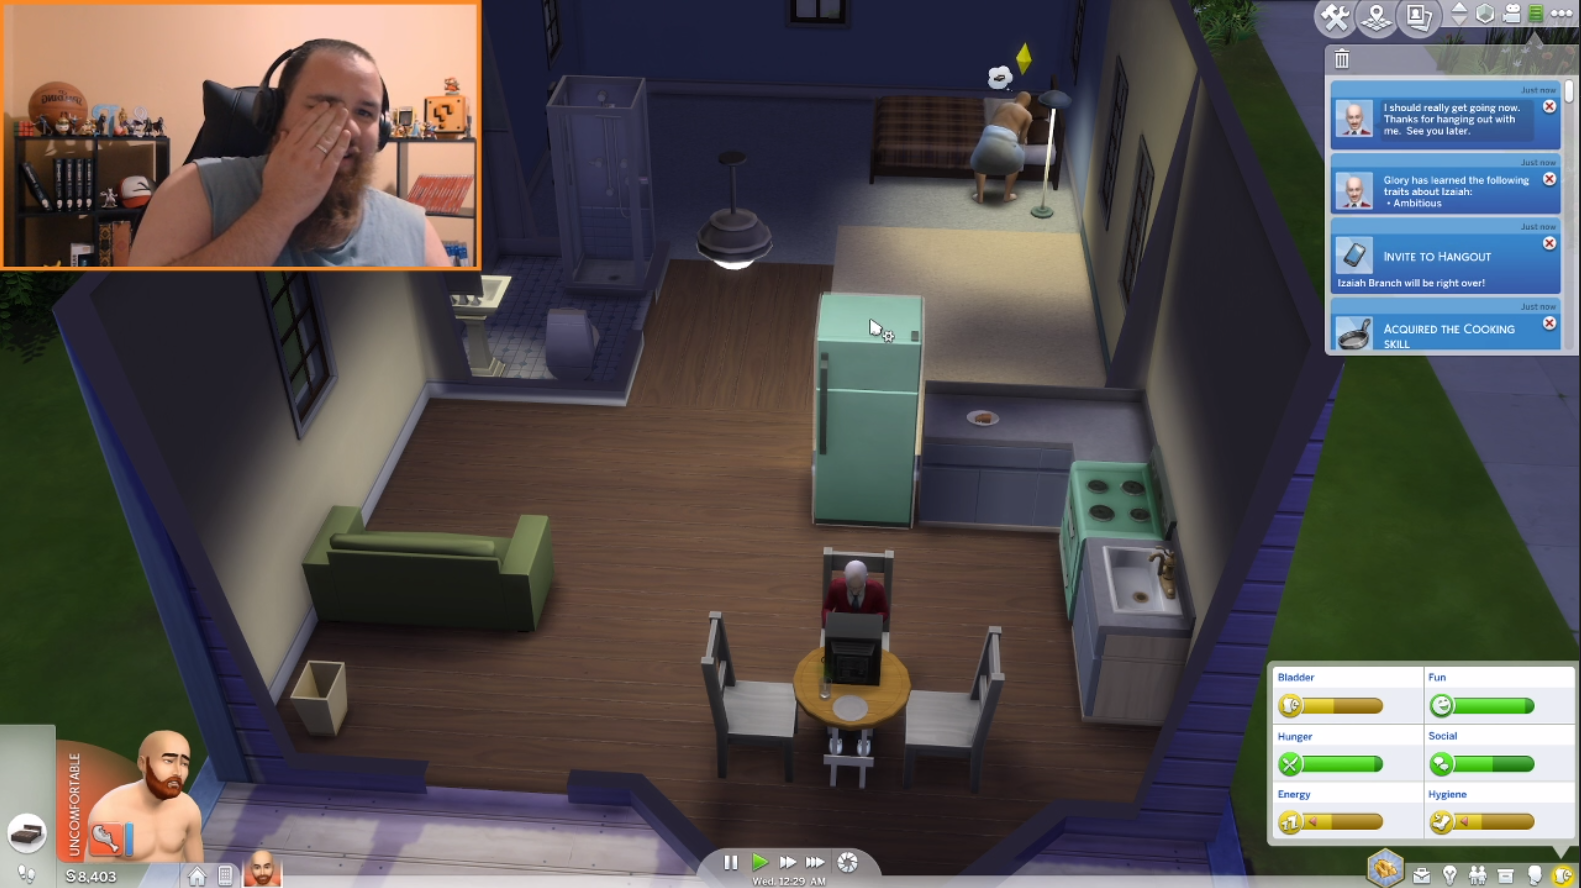 Just now
I should really get going now.
Thanks for hanging out with
me. See you later.
Just now
Glory has learned the following
traits about Izaiah:
• Ambitious
Just now
INVITE TO HANGOUT
Izaiah Branch will be right over!
Just now
ACQUIRED THE COOKING
SKILL
Bladder
Fun
Hunger
Social
Energy
Hygiene
UNCOMFORTABLE
§8,403
Wed. 12:29 AM